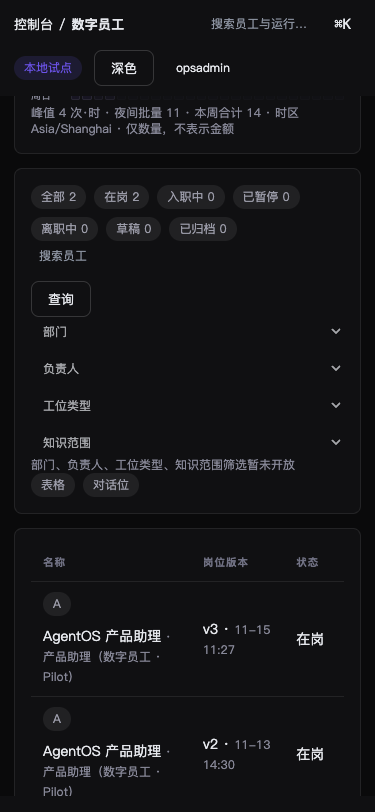 控制台 / 数字员工 搜索员工与运行... ⌘K
本地试点 深色 opsadmin
峰值 4 次·时 · 夜间批量 11 · 本周合计 14 · 时区
Asia/Shanghai · 仅数量，不表示金额
全部 2 在岗 2 入职中 0 已暂停 0
离职中 0 草稿 0 已归档 0
搜索员工
查询
部门
负责人
工位类型
知识范围
部门、负责人、工位类型、知识范围筛选暂未开放
表格 对话位
名称 岗位版本 状态
A
AgentOS 产品助理 ·
产品助理（数字员工 ·
Pilot)
v3 · 11-15
11:27
在岗
A
AgentOS 产品助理 ·
产品助理（数字员工 ·
Pilot)
v2 · 11-13
14:30
在岗